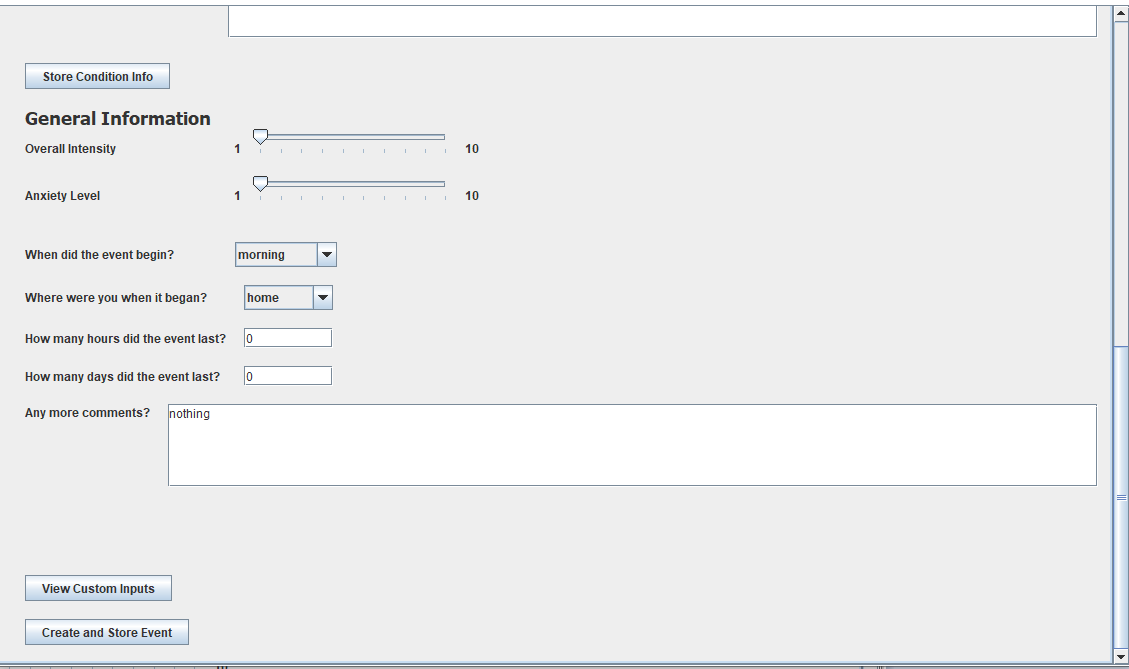 Store Condition Info
General Information
Overall Intensity 1 10
Anxiety Level 1 10
When did the event begin? morning
Where were you when it began? home
How many hours did the event last? 0
How many days did the event last? 0
Any more comments? nothing
View Custom Inputs
Create and Store Event